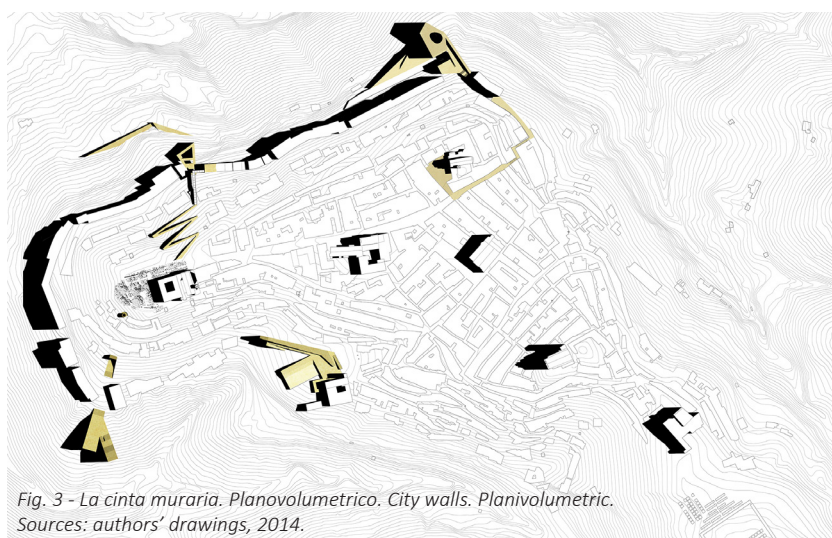 Fig. 3 - La cinta muraria. Planovolumetrico. City walls. Planivolumetric.
Sources: authors’ drawings, 2014.